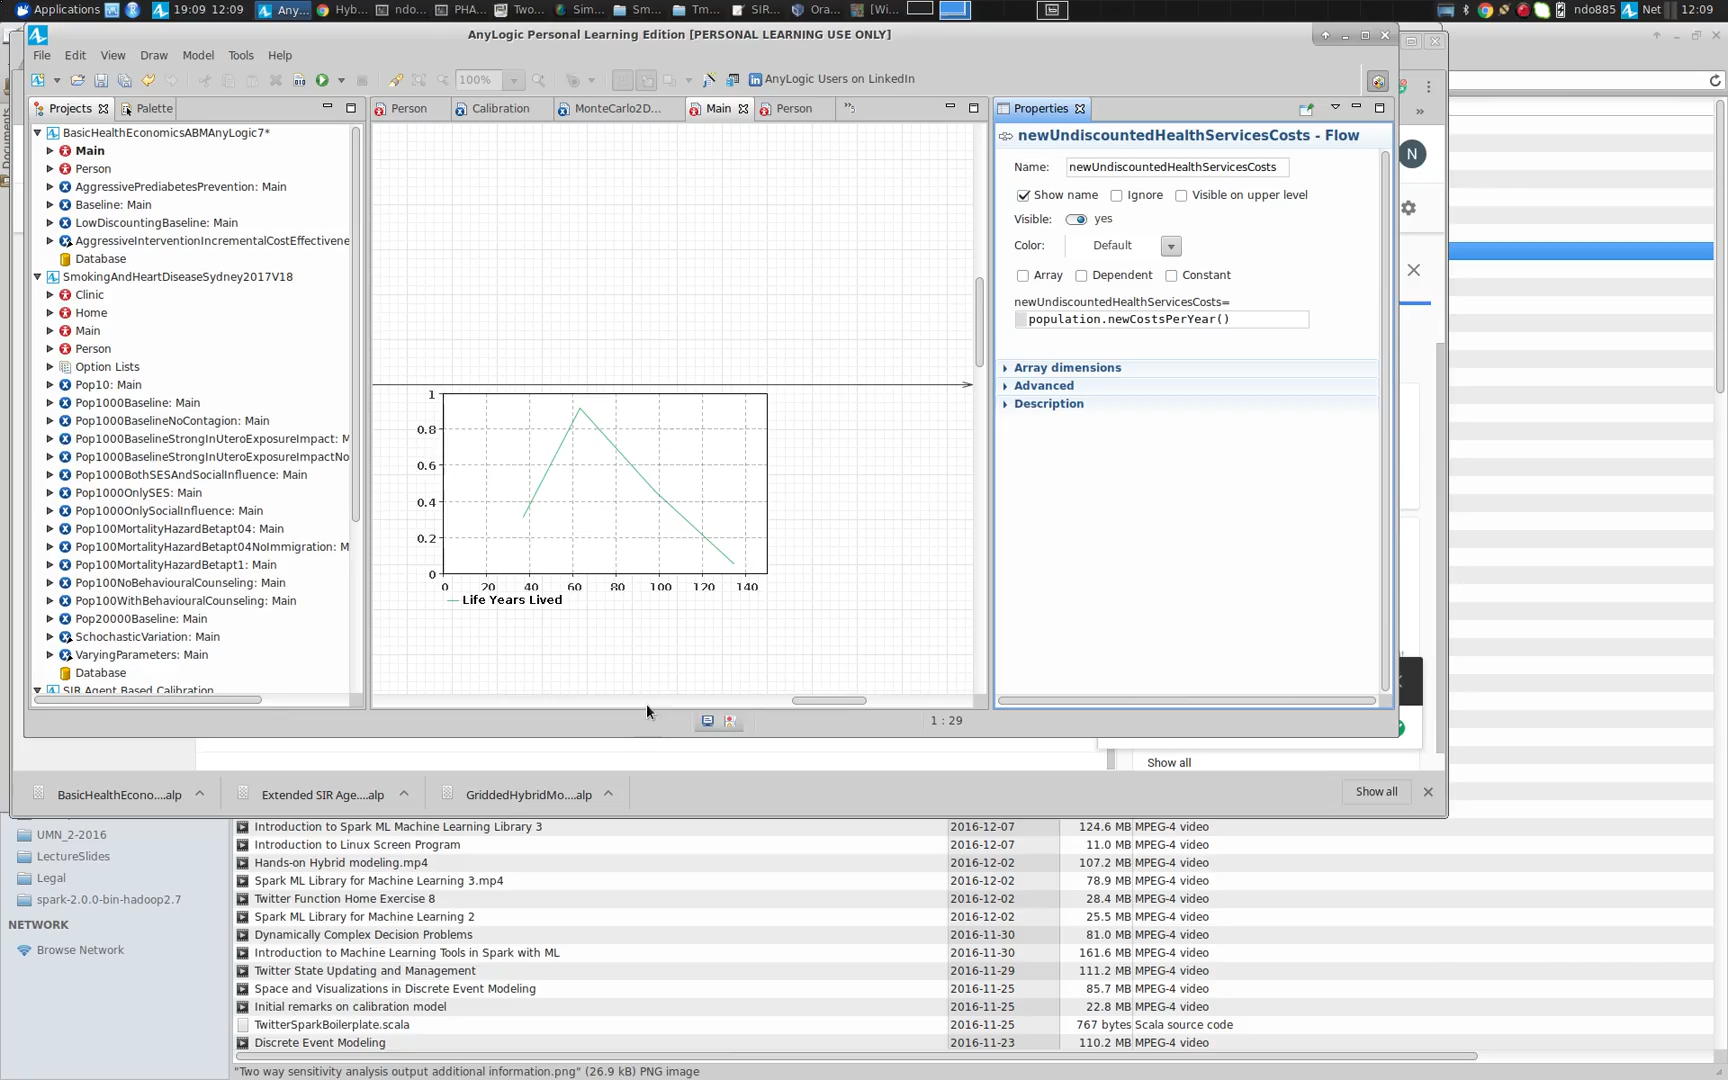 Applications 19:09 12:09 Any... Hyb... ndo... PHA... Two... Sim... Sm... Tm... SIR... Ora... [Wi... ndo885 Net 12:09
AnyLogic Personal Learning Edition [PERSONAL LEARNING USE ONLY]
File Edit View Draw Model Tools Help
100% AnyLogic Users on LinkedIn
Projects Palette
Person Calibration MonteCarlo2D... Main Person
Properties
Documents
BasicHealthEconomicsABMAnyLogic7*
Main
Person
AggressivePrediabetesPrevention: Main
Baseline: Main
LowDiscountingBaseline: Main
AggressiveInterventionIncrementalCostEffectivene
Database
SmokingAndHeartDiseaseSydney2017V18
Clinic
Home
Main
Person
Option Lists
Pop10: Main
Pop1000Baseline: Main
Pop1000BaselineNoContagion: Main
Pop1000BaselineStrongInUteroExposureImpact: M
Pop1000BaselineStrongInUteroExposureImpactNo
Pop1000BothSESAndSocialInfluence: Main
Pop1000OnlySES: Main
Pop1000OnlySocialInfluence: Main
Pop100MortalityHazardBetapt04: Main
Pop100MortalityHazardBetapt04NoImmigration: M
Pop100MortalityHazardBetapt1: Main
Pop100NoBehaviouralCounseling: Main
Pop100WithBehaviouralCounseling: Main
Pop20000Baseline: Main
SchochasticVariation: Main
VaryingParameters: Main
Database
SIR Agent Based Calibration
1
0.8
0.6
0.4
0.2
0
0 20 40 60 80 100 120 140
Life Years Lived
newUndiscountedHealthServicesCosts - Flow
Name: newUndiscountedHealthServicesCosts
Show name Ignore Visible on upper level
Visible: yes
Color: Default
Array Dependent Constant
newUndiscountedHealthServicesCosts=
population.newCostsPerYear()
Array dimensions
Advanced
Description
N
1 : 29
Show all
BasicHealthEcono....alp Extended SIR Age....alp GriddedHybridMo....alp Show all
UMN_2-2016
LectureSlides
Legal
spark-2.0.0-bin-hadoop2.7
NETWORK
Browse Network
Introduction to Spark ML Machine Learning Library 3 2016-12-07 124.6 MB MPEG-4 video
Introduction to Linux Screen Program 2016-12-07 11.0 MB MPEG-4 video
Hands-on Hybrid modeling.mp4 2016-12-02 107.2 MB MPEG-4 video
Spark ML Library for Machine Learning 3.mp4 2016-12-02 78.9 MB MPEG-4 video
Twitter Function Home Exercise 8 2016-12-02 28.4 MB MPEG-4 video
Spark ML Library for Machine Learning 2 2016-12-02 25.5 MB MPEG-4 video
Dynamically Complex Decision Problems 2016-11-30 81.0 MB MPEG-4 video
Introduction to Machine Learning Tools in Spark with ML 2016-11-30 161.6 MB MPEG-4 video
Twitter State Updating and Management 2016-11-29 111.2 MB MPEG-4 video
Space and Visualizations in Discrete Event Modeling 2016-11-25 85.7 MB MPEG-4 video
Initial remarks on calibration model 2016-11-25 22.8 MB MPEG-4 video
TwitterSparkBoilerplate.scala 2016-11-25 767 bytes Scala source code
Discrete Event Modeling 2016-11-23 110.2 MB MPEG-4 video
"Two way sensitivity analysis output additional information.png" (26.9 kB) PNG image